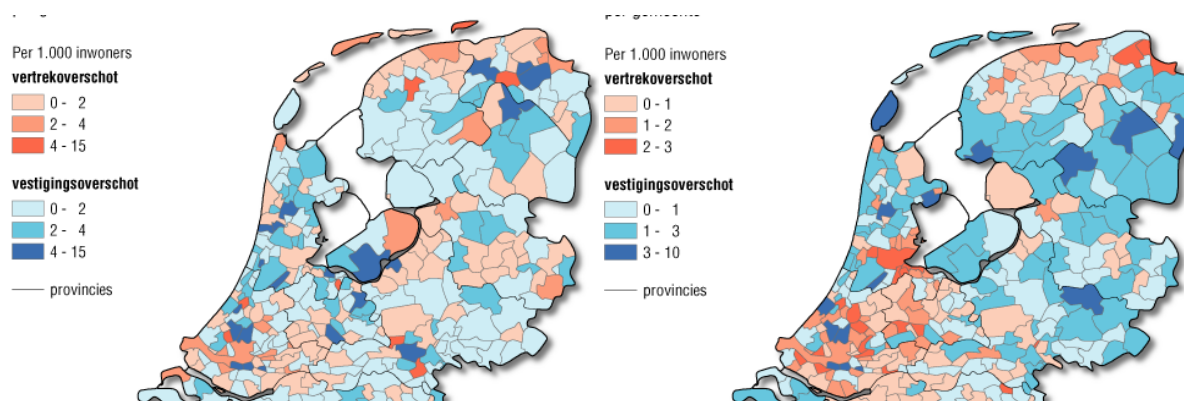 Per 1.000 inwoners
vertrekoverschot
0 - 2
2 - 4
4 - 15
vestigingsoverschot
0 - 2
2 - 4
4 - 15
provincies
per gemeente
Per 1.000 inwoners
vertrekoverschot
0 - 1
1 - 2
2 - 3
vestigingsoverschot
0 - 1
1 - 3
3 - 10
provincies